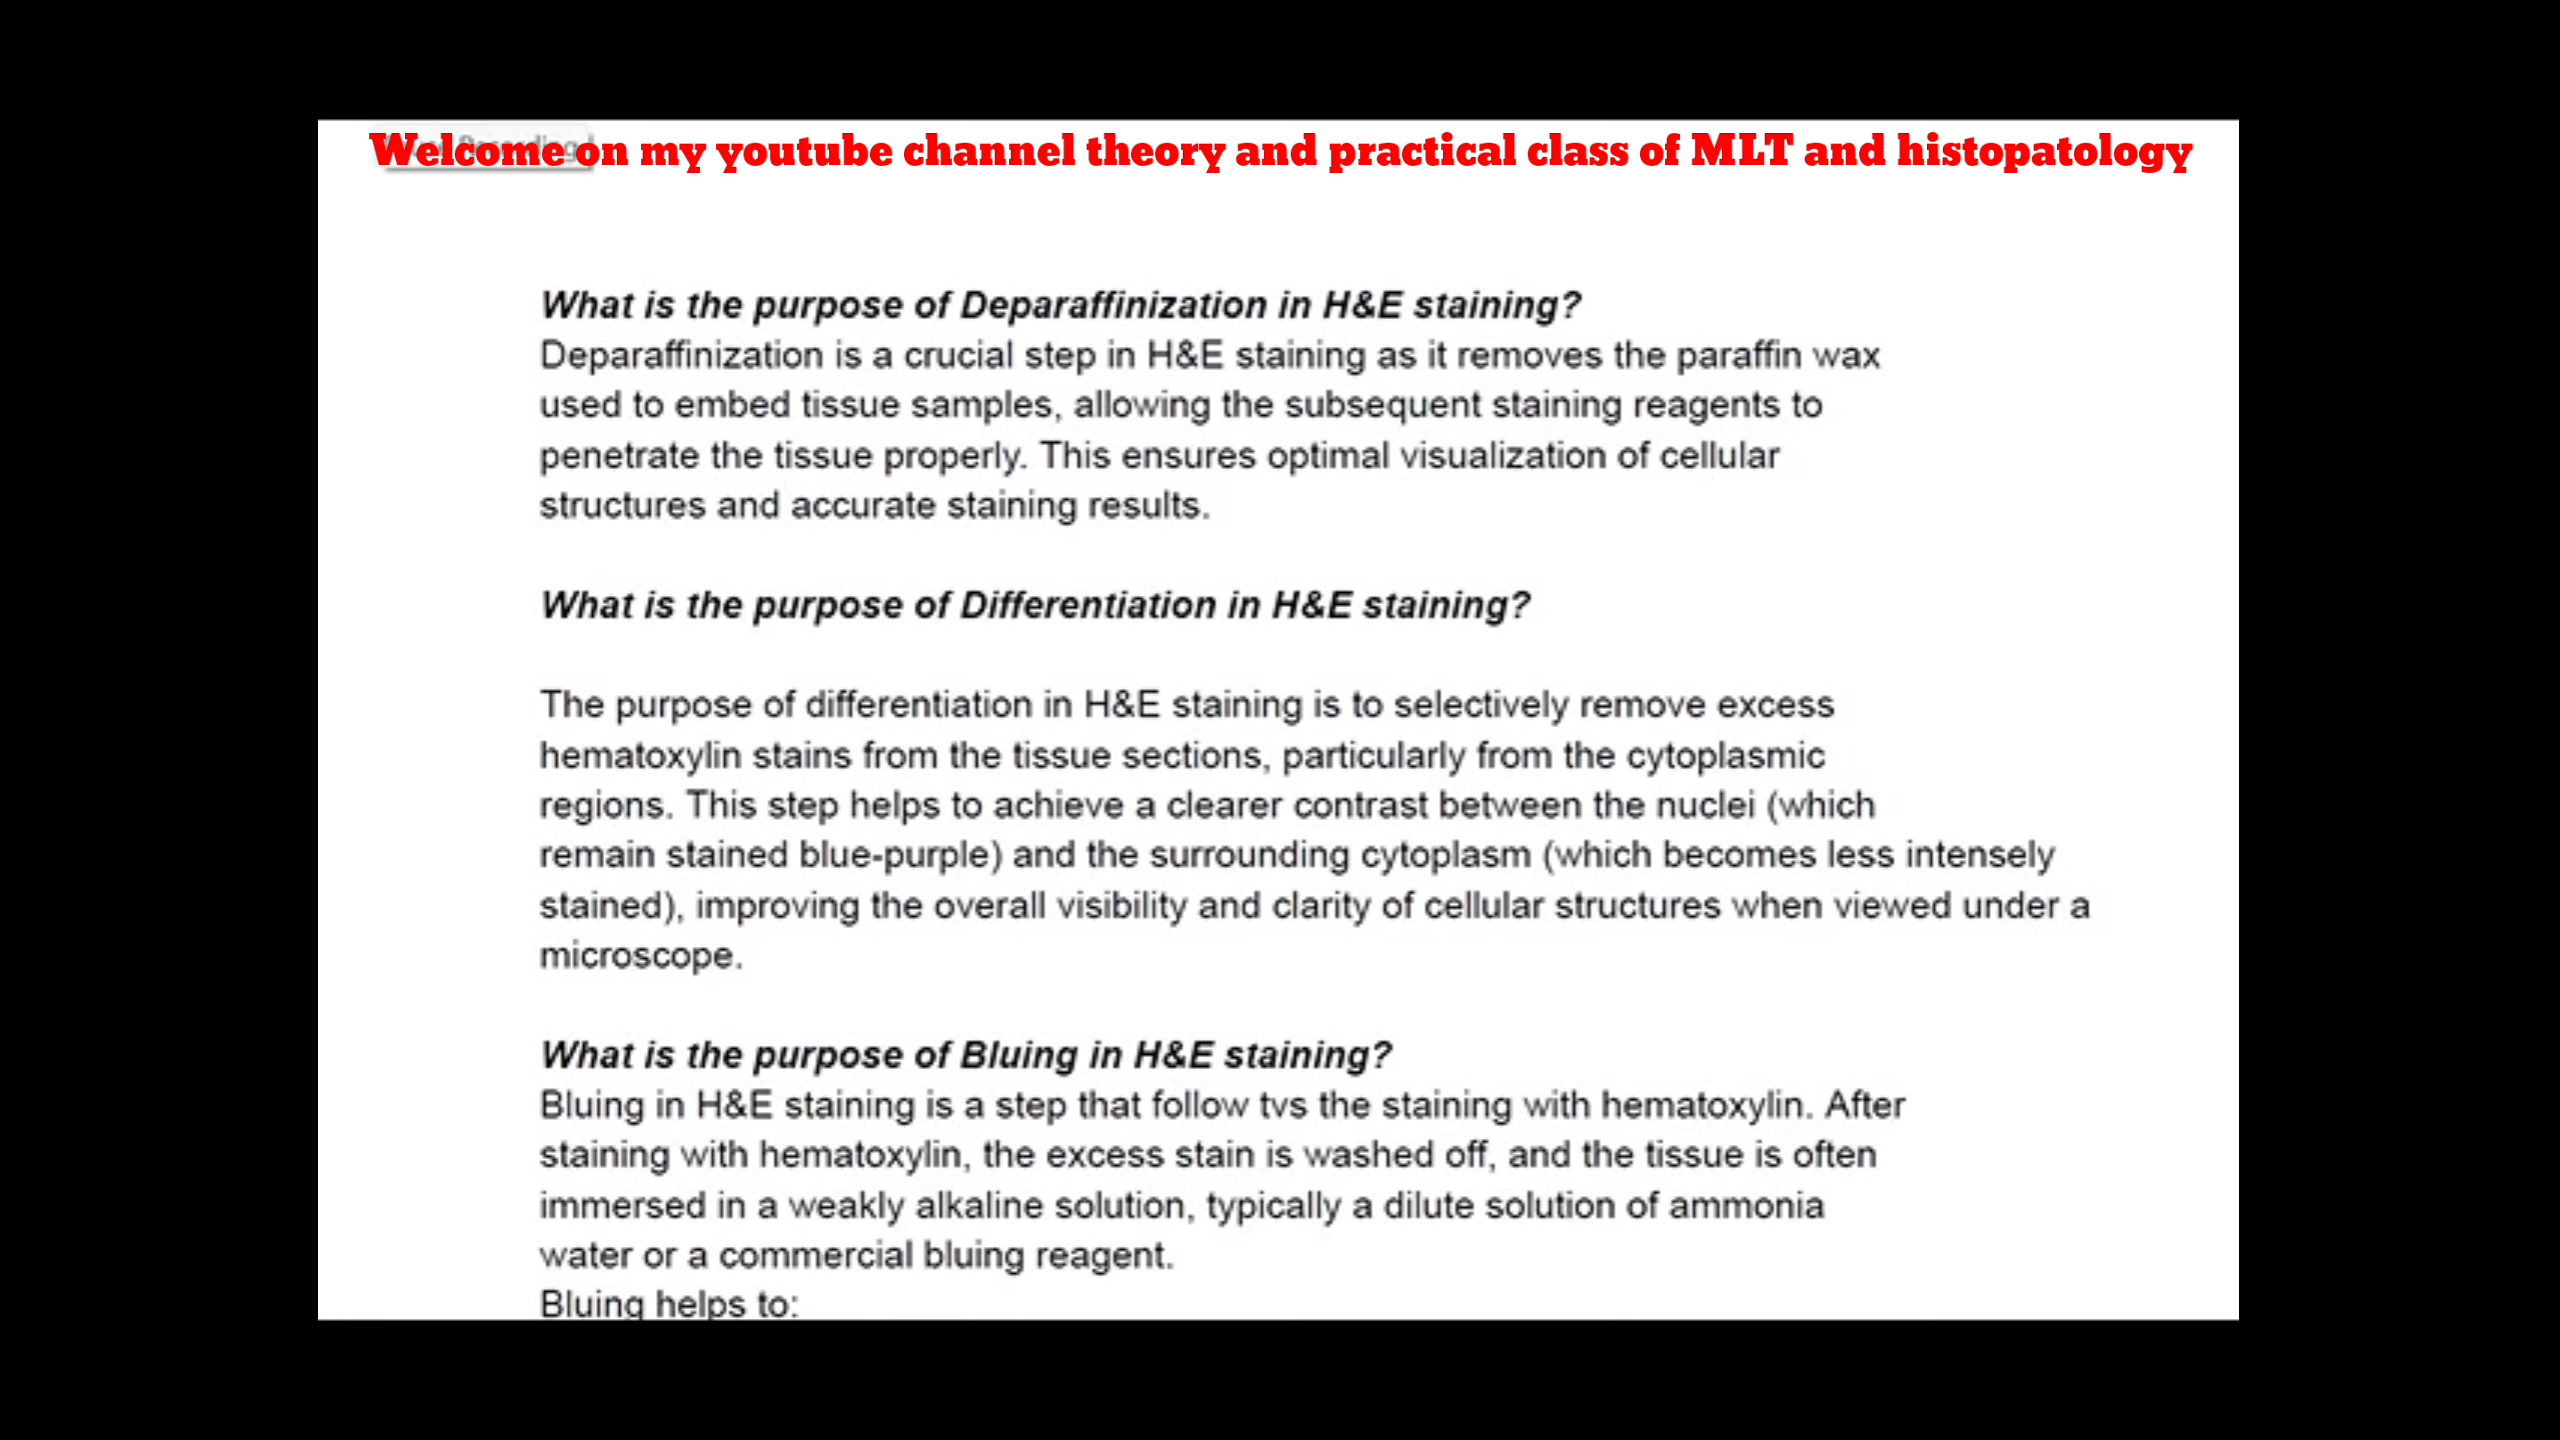 Welcome on my youtube channel theory and practical class of MLT and histopatology
What is the purpose of Deparaffinization in H&E staining?
Deparaffinization is a crucial step in H&E staining as it removes the paraffin wax
used to embed tissue samples, allowing the subsequent staining reagents to
penetrate the tissue properly. This ensures optimal visualization of cellular
structures and accurate staining results.
What is the purpose of Differentiation in H&E staining?
The purpose of differentiation in H&E staining is to selectively remove excess
hematoxylin stains from the tissue sections, particularly from the cytoplasmic
regions. This step helps to achieve a clearer contrast between the nuclei (which
remain stained blue-purple) and the surrounding cytoplasm (which becomes less intensely
stained), improving the overall visibility and clarity of cellular structures when viewed under a
microscope.
What is the purpose of Bluing in H&E staining?
Bluing in H&E staining is a step that follow tvs the staining with hematoxylin. After
staining with hematoxylin, the excess stain is washed off, and the tissue is often
immersed in a weakly alkaline solution, typically a dilute solution of ammonia
water or a commercial bluing reagent.
Bluing helps to: